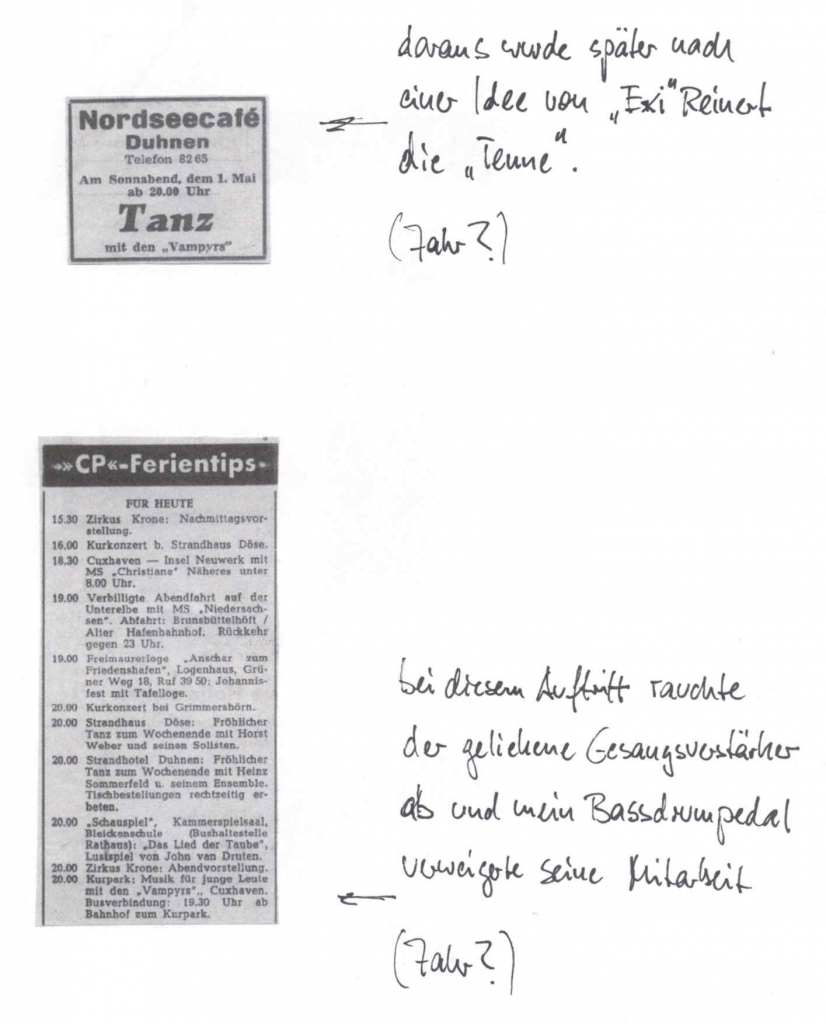 Nordseecafé
Duhnen
Telefon 82 65
Am Sonnabend, dem 1. Mai
ab 20.00 Uhr
Tanz
mit den „Vampyrs"
daraus wurde später nach
einer Idee von „Exi" Reinert
die „Tenne".
(Jahr?)
»CP«-Ferientips
FÜR HEUTE
15.30 Zirkus Krone: Nachmittagsvor-
stellung.
16.00 Kurkonzert b. Strandhaus Döse.
18.30 Cuxhaven — Insel Neuwerk mit
MS „Christiane" Näheres unter
8.00 Uhr.
19.00 Verbilligte Abendfahrt auf der
Unterelbe mit MS „Niedersach-
sen". Abfahrt: Brunsbüttelhöft /
Alter Hafenbahnhof. Rückkehr
gegen 23 Uhr.
19.00 Freimaurerloge „Anschar zum
Friedenshafen", Logenhaus, Grü-
ner Weg 18, Ruf 39 50: Johannis-
fest mit Tafelloge.
20.00 Kurkonzert bei Grimmershörn.
20.00 Strandhaus Döse: Fröhlicher
Tanz zum Wochenende mit Horst
Weber und seinen Solisten.
20.00 Strandhotel Duhnen: Fröhlicher
Tanz zum Wochenende mit Heinz
Sommerfeld u. seinem Ensemble.
Tischbestellungen rechtzeitig er-
beten.
20.00 „Schauspiel", Kammerspielsaal,
Bleickenschule (Bushaltestelle
Rathaus): „Das Lied der Taube",
Lustspiel von John van Druten.
20.00 Zirkus Krone: Abendvorstellung.
20.00 Kurpark: Musik für junge Leute
mit den „Vampyrs", Cuxhaven.
Busverbindung: 19.30 Uhr ab
Bahnhof zum Kurpark.
bei diesem Auftritt rauchte
der geliehene Gesangsverstärker
ab und mein Bassdrumpedal
verweigerte seine Mitarbeit
(Jahr?)